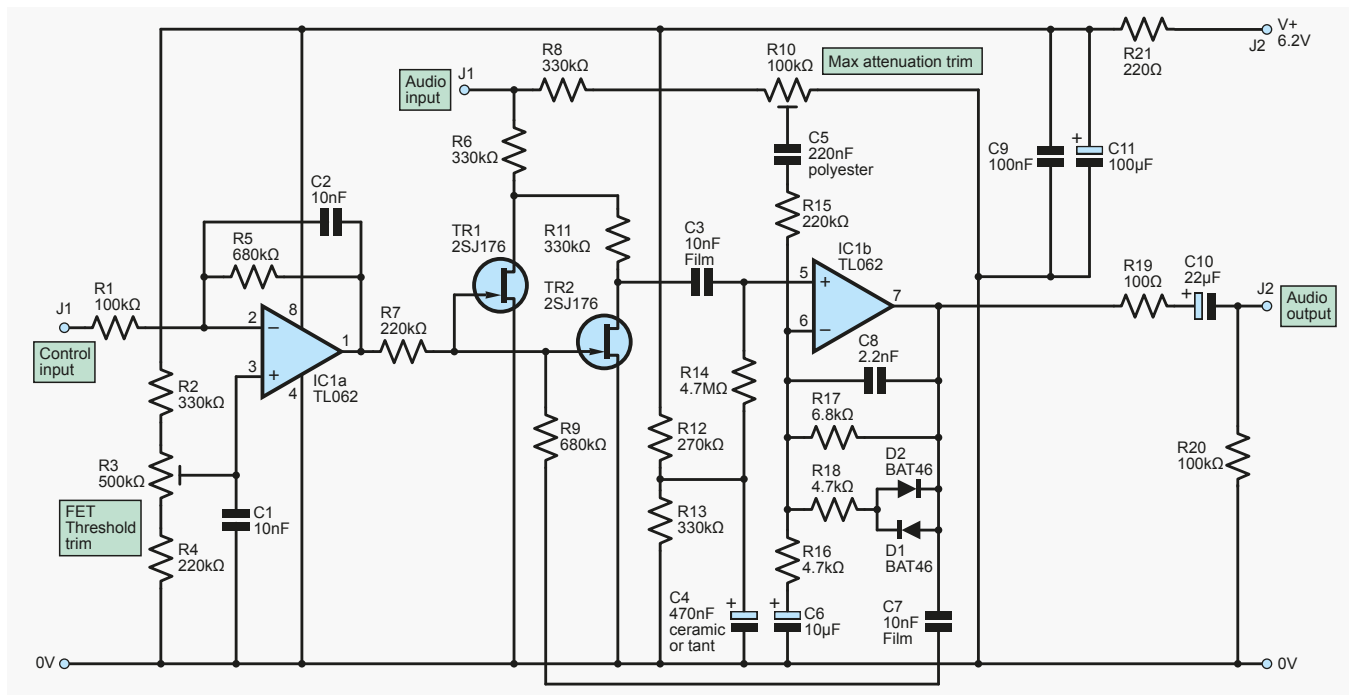 V+
6.2V
J2
R21
220Ω
R8
330kΩ
R10
100kΩ
Max attenuation trim
Audio
input
J1
R6
330kΩ
C5
220nF
polyester
C9
100nF
+
C11
100µF
C2
10nF
R15
220kΩ
R5
680kΩ
TR1
2SJ176
R11
330kΩ
C3
10nF
Film
IC1b
TL062
R19
100Ω
C10
22µF
+
J1
R1
100kΩ
Control
input
2
−
8
3
+
4
1
IC1a
TL062
R7
220kΩ
TR2
2SJ176
5
+
6
−
7
J2
Audio
output
C8
2.2nF
R2
330kΩ
R14
4.7MΩ
R17
6.8kΩ
R12
270kΩ
R9
680kΩ
D2
BAT46
R20
100kΩ
R3
500kΩ
R18
4.7kΩ
FET
Threshold
trim
C1
10nF
R13
330kΩ
R4
220kΩ
R16
4.7kΩ
D1
BAT46
C4
470nF
ceramic
or tant
+
+
C6
10µF
C7
10nF
Film
0V
0V